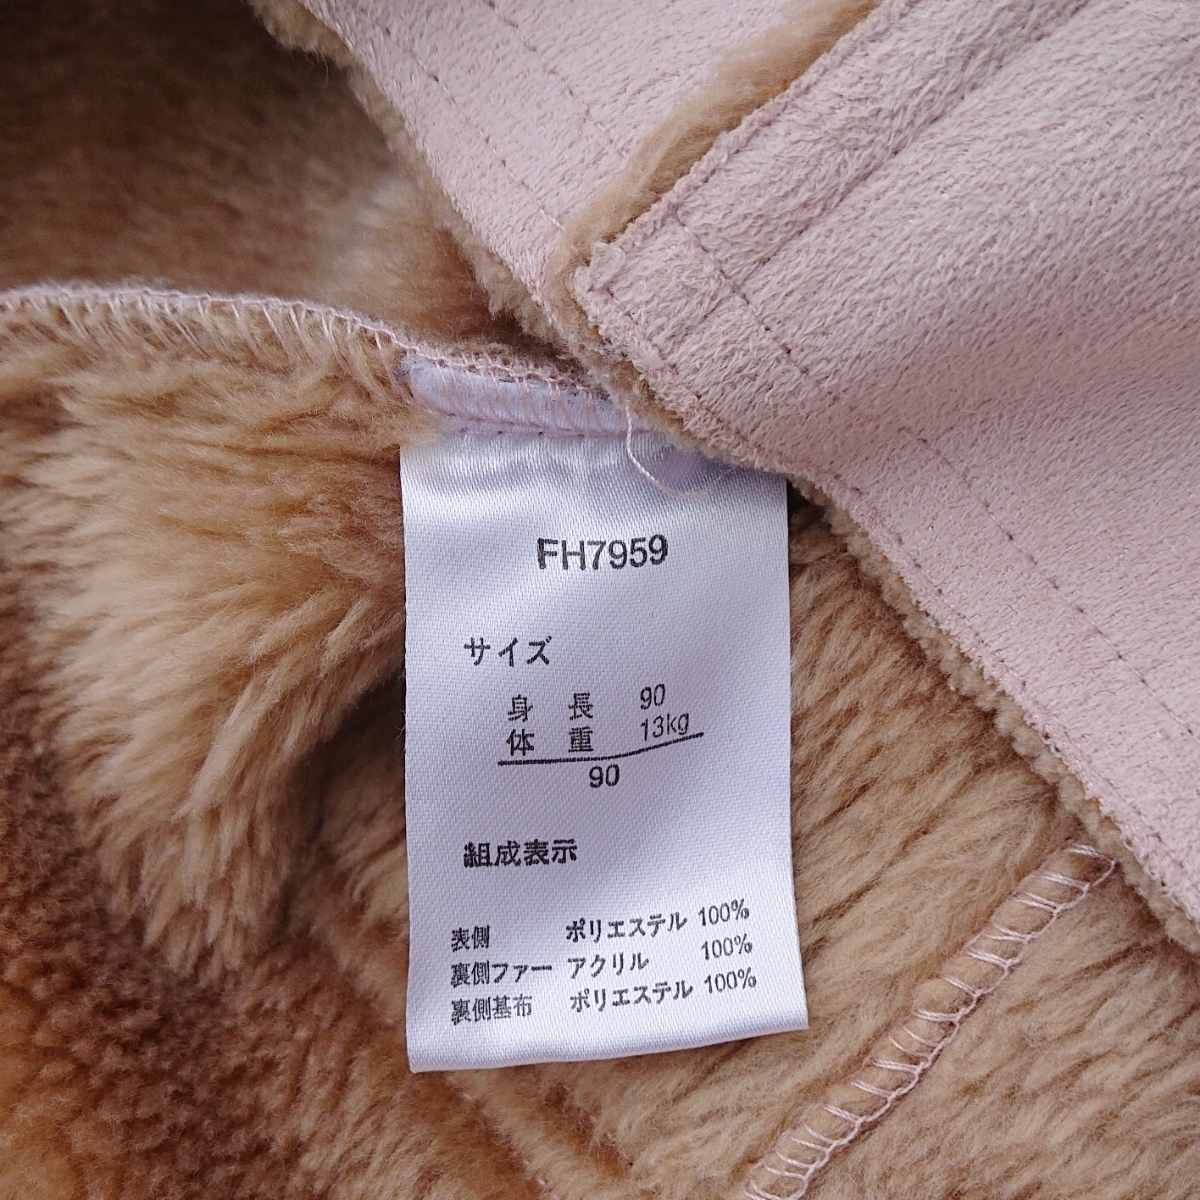 FH7959
サイズ
身長 90
体重 13kg
90
組成表示
表側 ポリエステル 100%
裏側ファー アクリル 100%
裏側基布 ポリエステル 100%